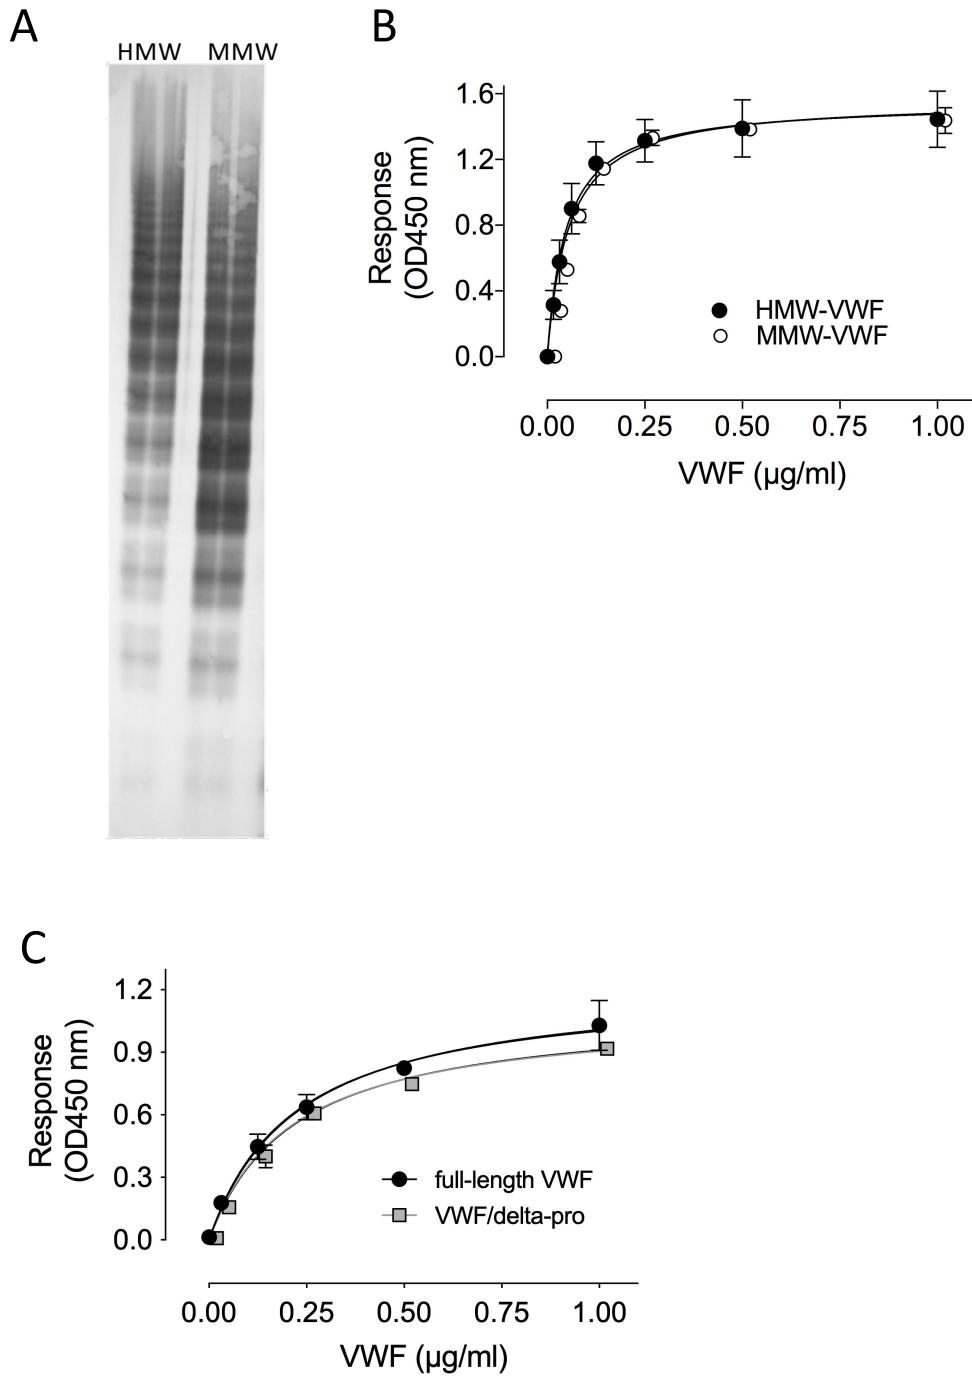 A
HMW MMW
B
Response
(OD450 nm)
1.6
1.2
0.8
0.4
0.0
HMW-VWF
MMW-VWF
0.00 0.25 0.50 0.75 1.00
VWF (µg/ml)
C
Response
(OD450 nm)
1.2
0.9
0.6
0.3
0.0
full-length VWF
VWF/delta-pro
0.00 0.25 0.50 0.75 1.00
VWF (µg/ml)